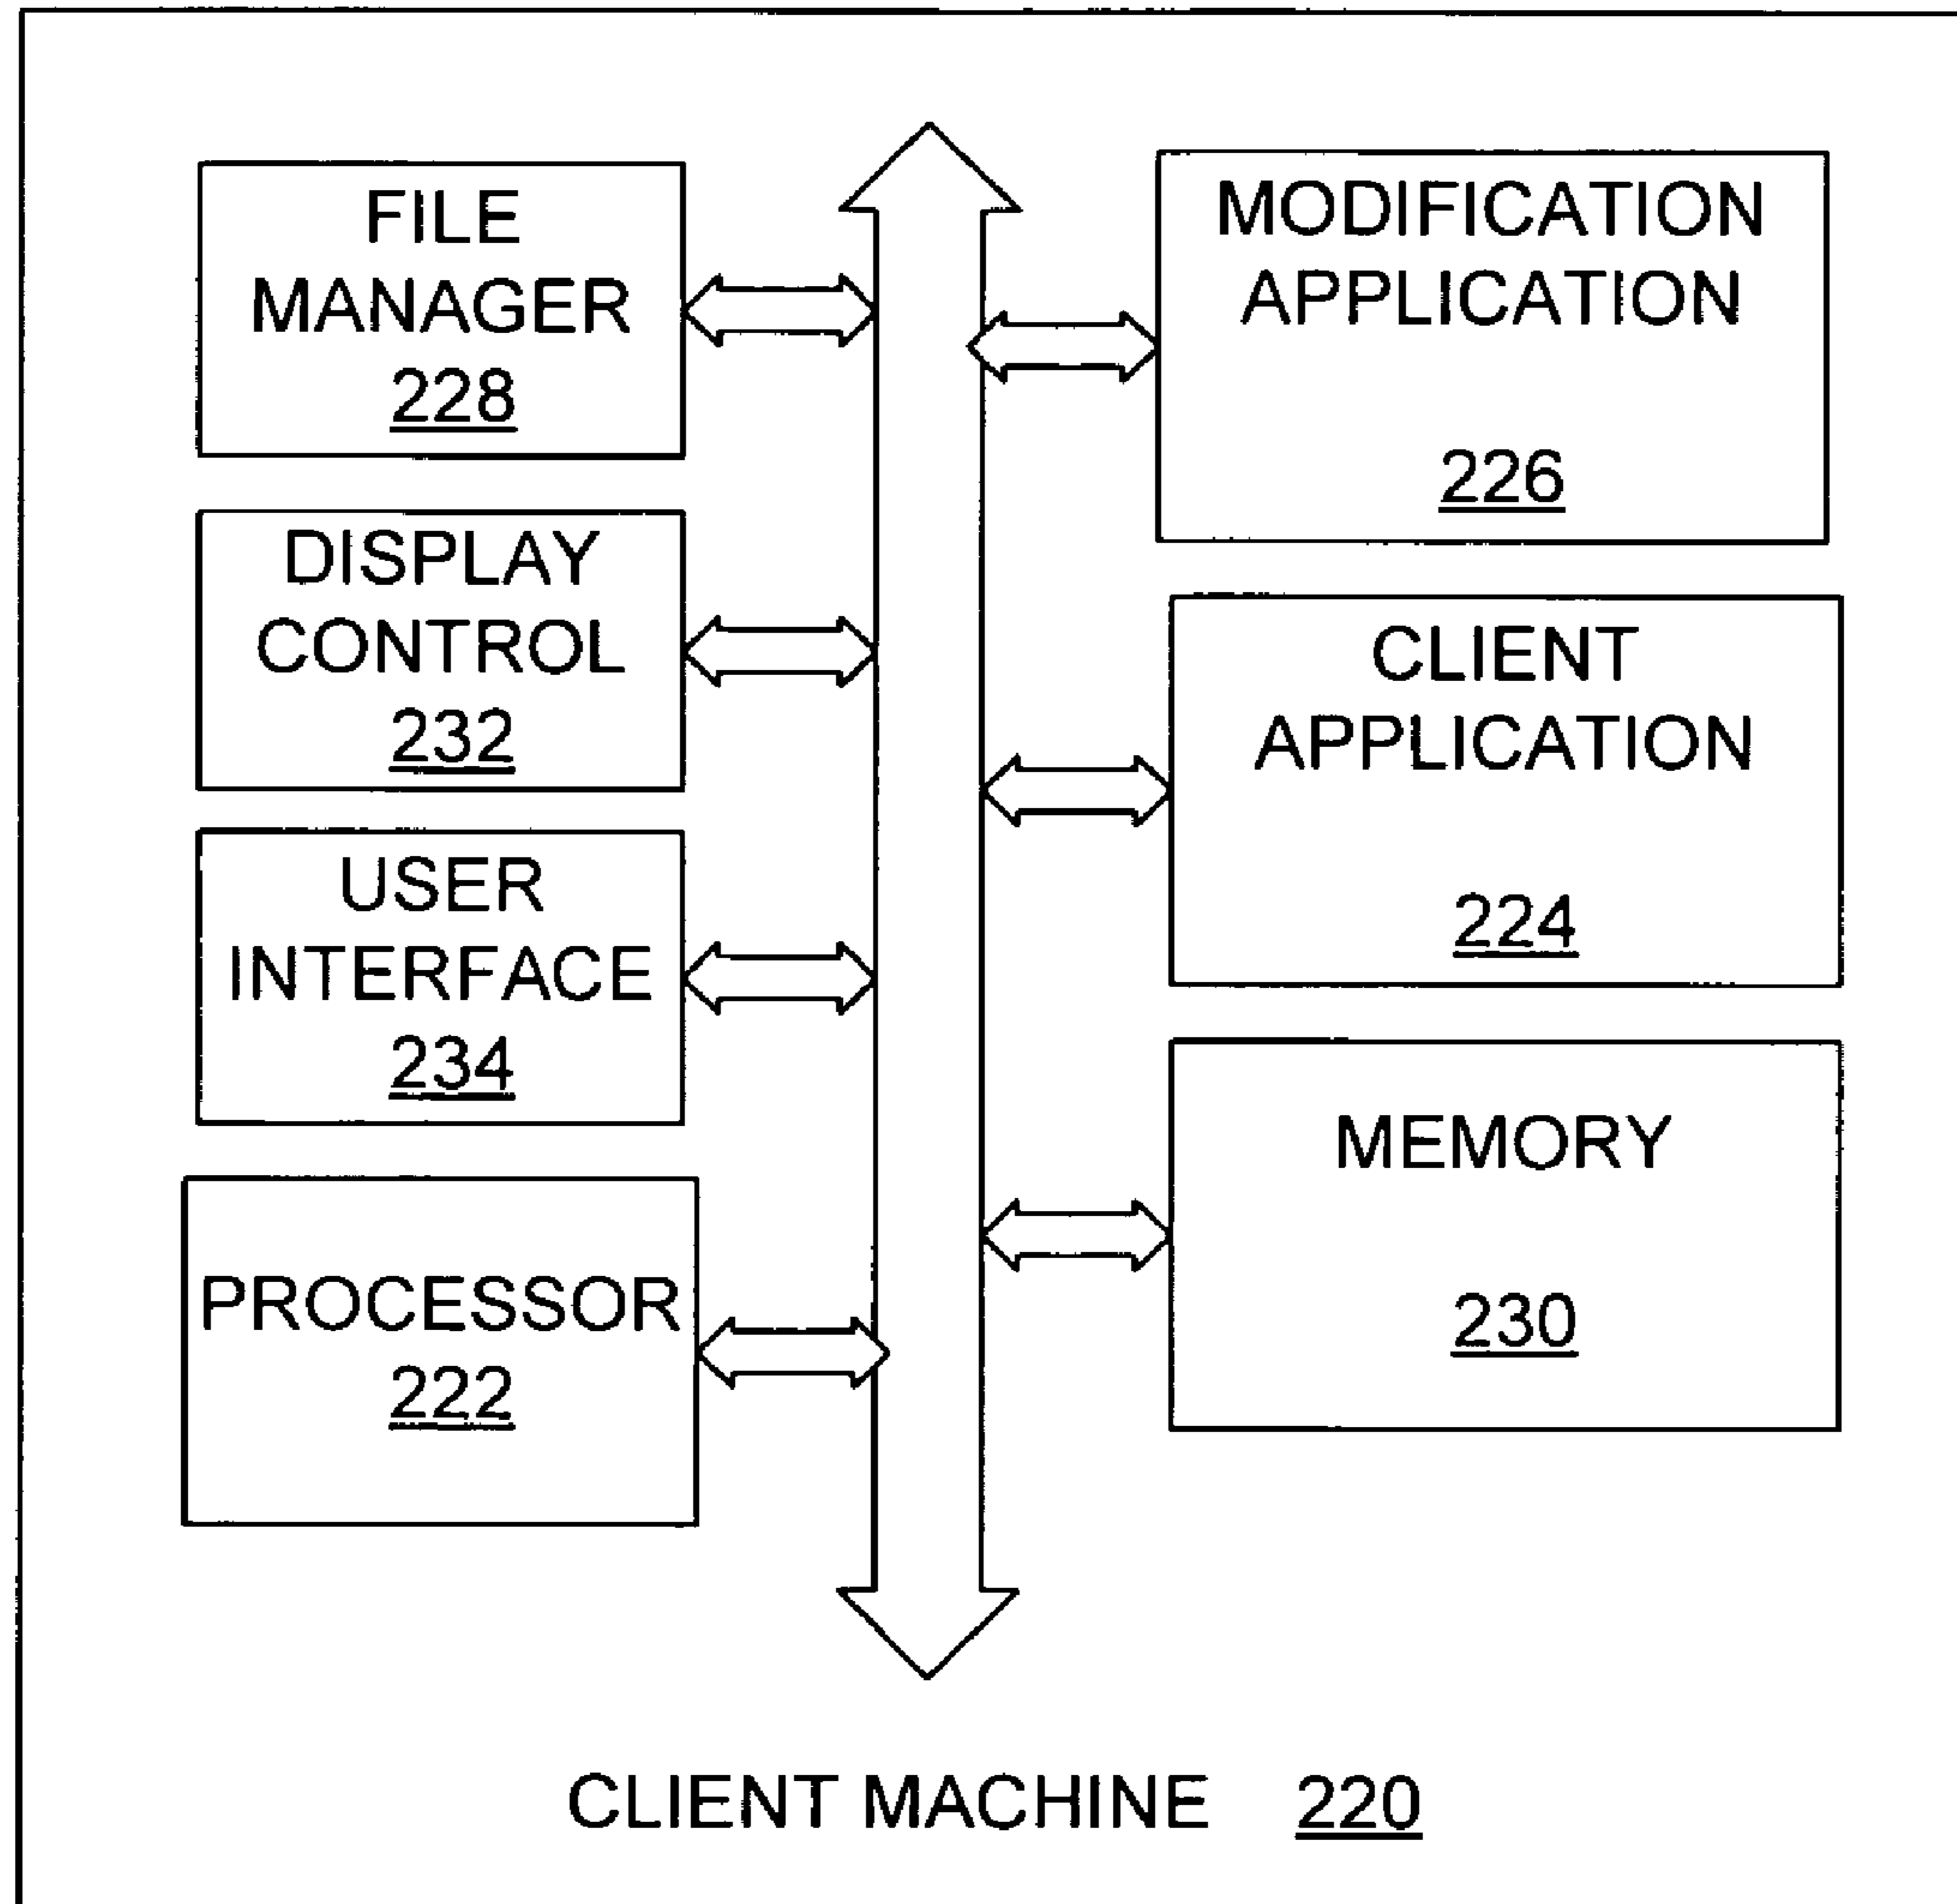 FILE
MANAGER
228
DISPLAY
CONTROL
232
USER
INTERFACE
234
PROCESSOR
222
MODIFICATION
APPLICATION
226
CLIENT
APPLICATION
224
MEMORY
230
CLIENT MACHINE 220